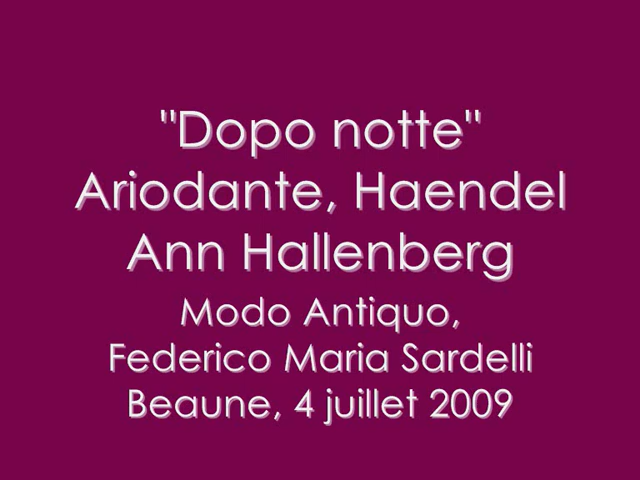 "Dopo notte"
Ariodante, Haendel
Ann Hallenberg
Modo Antiquo,
Federico Maria Sardelli
Beaune, 4 juillet 2009